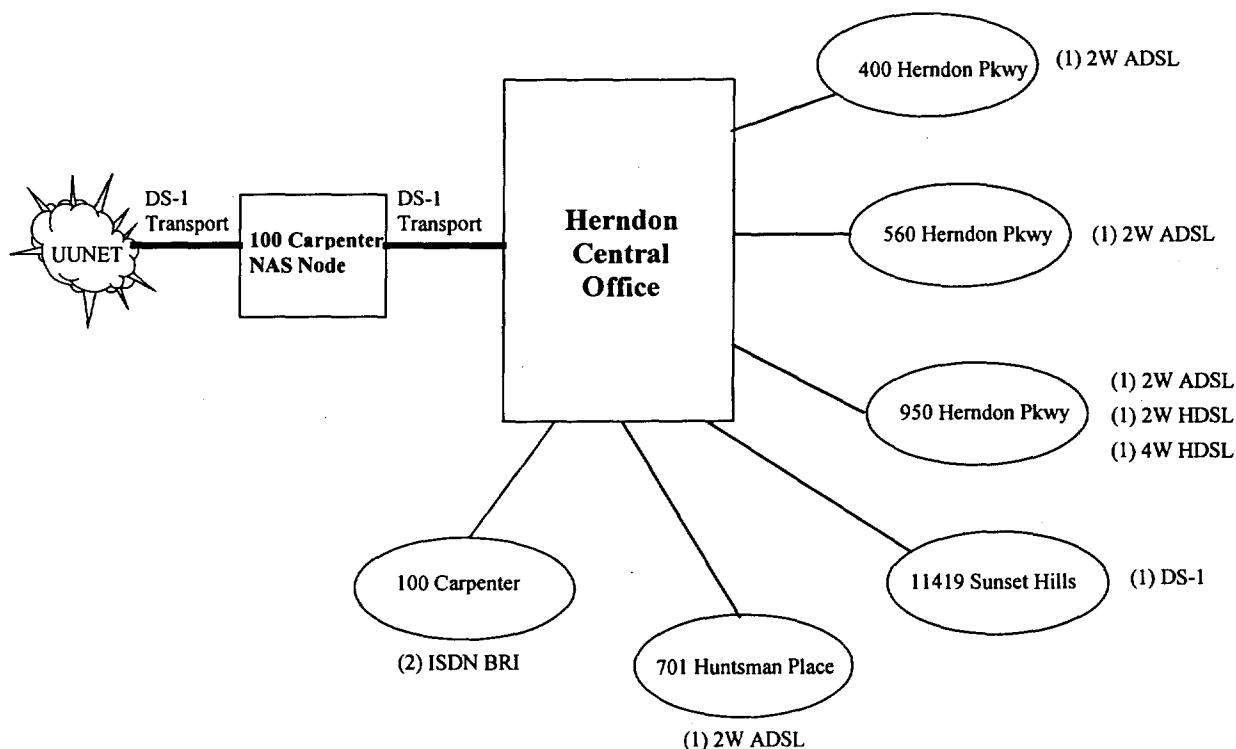 400 Herndon Pkwy
(1) 2W ADSL
DS-1
Transport
DS-1
Transport
UUNET
100 Carpenter
NAS Node
Herndon
Central
Office
560 Herndon Pkwy
(1) 2W ADSL
950 Herndon Pkwy
(1) 2W ADSL
(1) 2W HDSL
(1) 4W HDSL
100 Carpenter
(2) ISDN BRI
701 Huntsman Place
(1) 2W ADSL
11419 Sunset Hills
(1) DS-1